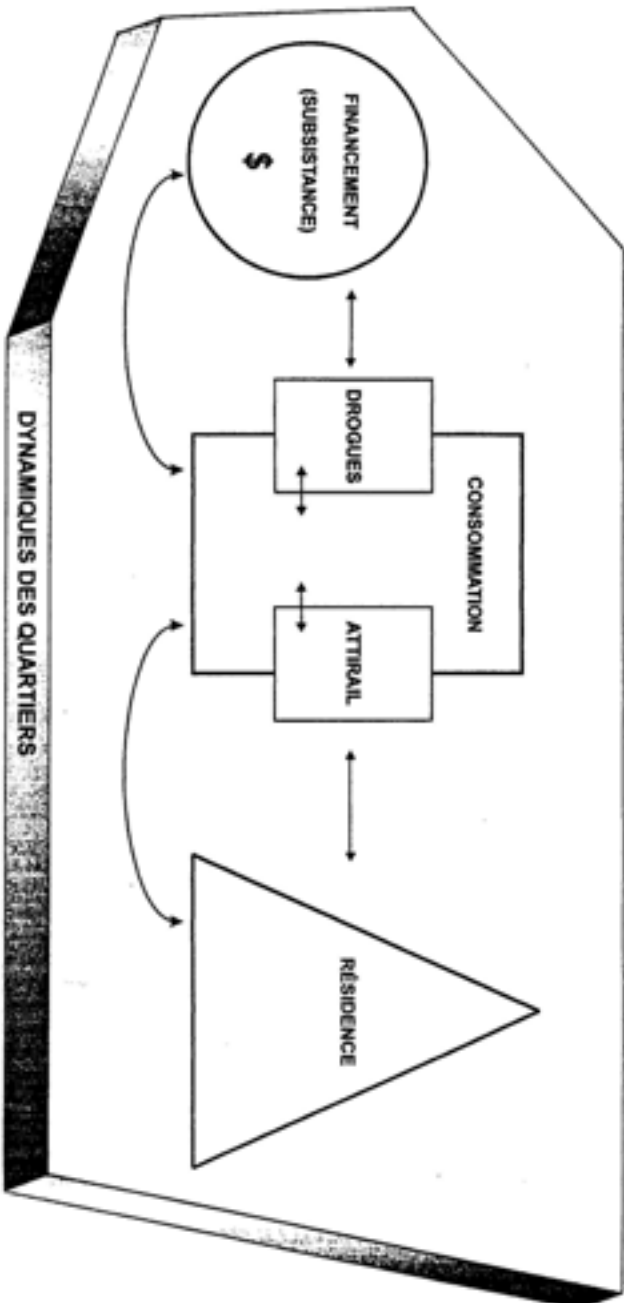 FINANCEMENT
(SUBSISTANCE)
$
DROGUES
CONSOMMATION
ATTIRAIL
RÉSIDENCE
DYNAMIQUES DES QUARTIERS